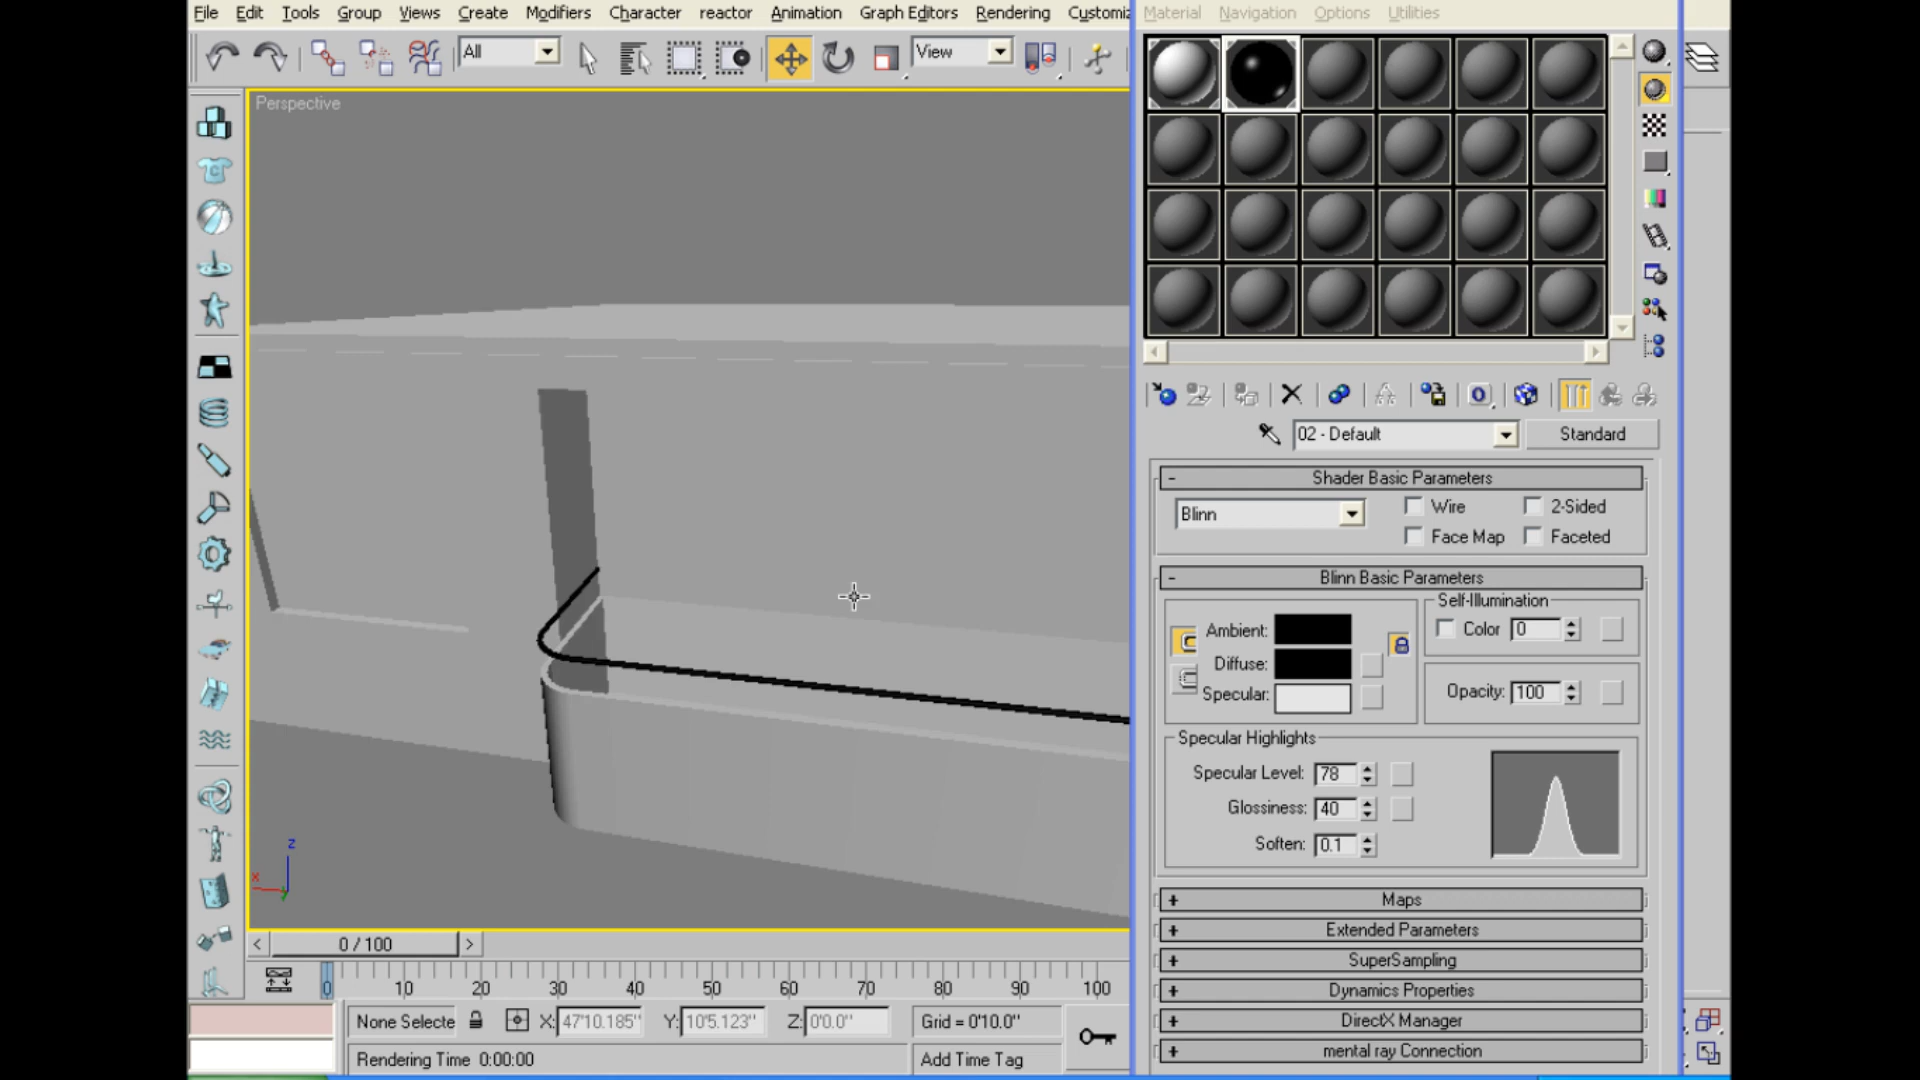 File Edit Tools Group Views Create Modifiers Character reactor Animation Graph Editors Rendering
Material Navigation Options Utilities
All
View
Perspective
02 - Default
Standard
- Shader Basic Parameters
Blinn
Wire
2-Sided
Face Map
Faceted
- Blinn Basic Parameters
Self-Illumination
Ambient:
Color 0
Diffuse:
Specular:
Opacity: 100
Specular Highlights
Specular Level: 78
Glossiness: 40
Soften: 0.1
+ Maps
+ Extended Parameters
+ SuperSampling
+ Dynamics Properties
+ DirectX Manager
+ mental ray Connection
z
x
y
< 0 / 100 >
0 10 20 30 40 50 60 70 80 90 100
None Selecte X: 47'10.185" Y: 10'5.123" Z: 0'0.0" Grid = 0'10.0"
Rendering Time 0:00:00 Add Time Tag